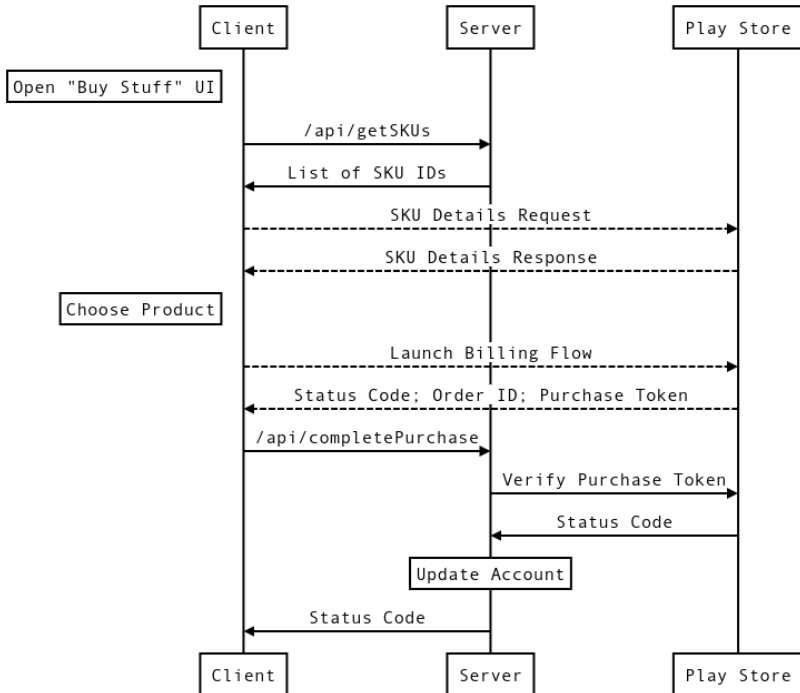 Client
Server
Play Store
Open "Buy Stuff" UI
/api/getSKUs
List of SKU IDs
SKU Details Request
SKU Details Response
Choose Product
Launch Billing Flow
Status Code; Order ID; Purchase Token
/api/completePurchase
Verify Purchase Token
Status Code
Update Account
Status Code
Client
Server
Play Store